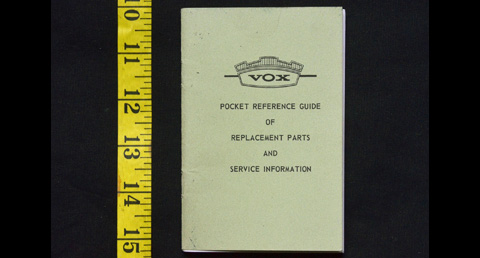 10
11
12
13
14
15
VOX
POCKET REFERENCE GUIDE
OF
REPLACEMENT PARTS
AND
SERVICE INFORMATION